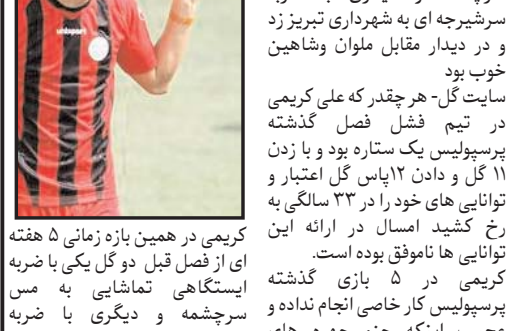 سرشیرجه ای به شهرداری تبریز زد
و در دیدار مقابل ملوان وشاهین
خوب بود
سایت گل- هر چقدر که علی کریمی
در تیم فشل فصل گذشته
پرسپولیس یک ستاره بود و با زدن
۱۱ گل و دادن ۱۲پاس گل اعتبار و
توانایی های خود را در ۳۳ سالگی به
رخ کشید امسال در ارائه این
توانایی ها ناموفق بوده است.
کریمی در ۵ بازی گذشته
پرسپولیس کار خاصی انجام نداده و
uhlsport
کریمی در همین بازه زمانی ۵ هفته
ای از فصل قبل دو گل یکی با ضربه
ایستگاهی تماشایی به مس
سرچشمه و دیگری با ضربه